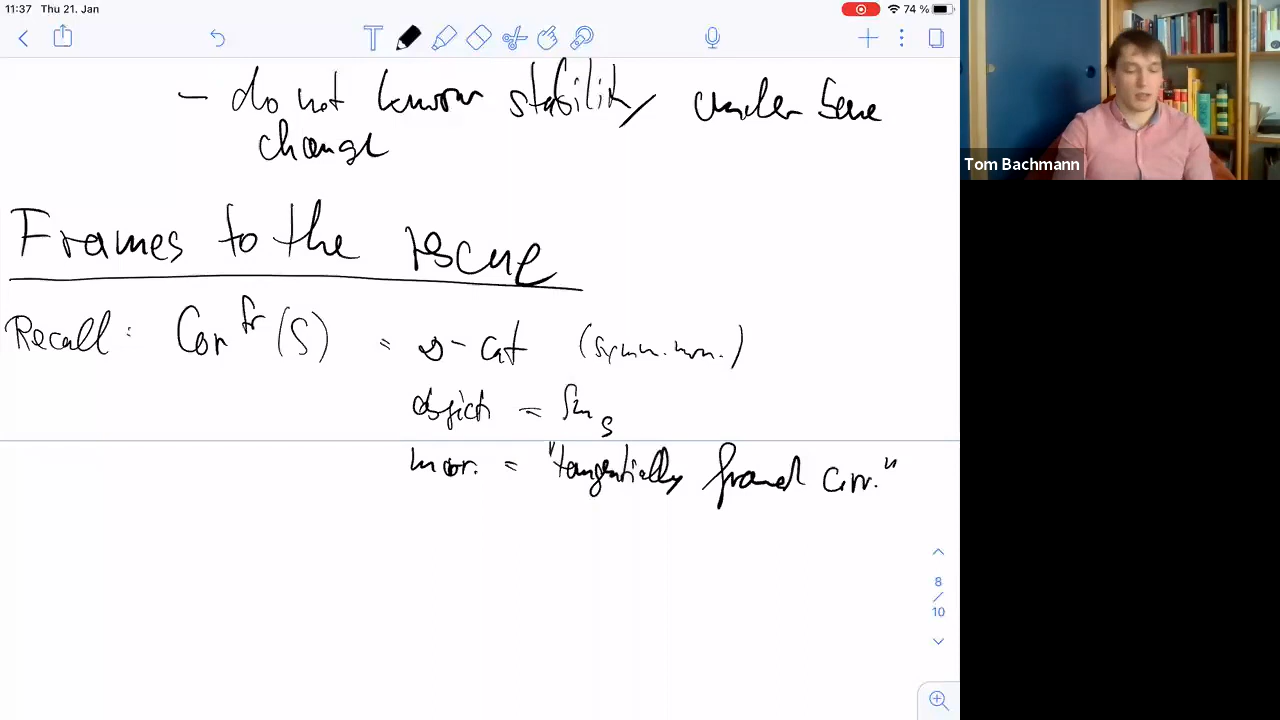 11:37 Thu 21. Jan
74 %
- do not know stability under base
change
Tom Bachmann
Frames to the rescue
Recall: Cor^fr(S) = ∞-cat (symm. mon.)
objects = Sm_S
mor. = "tangentially framed corr."
8
/
10